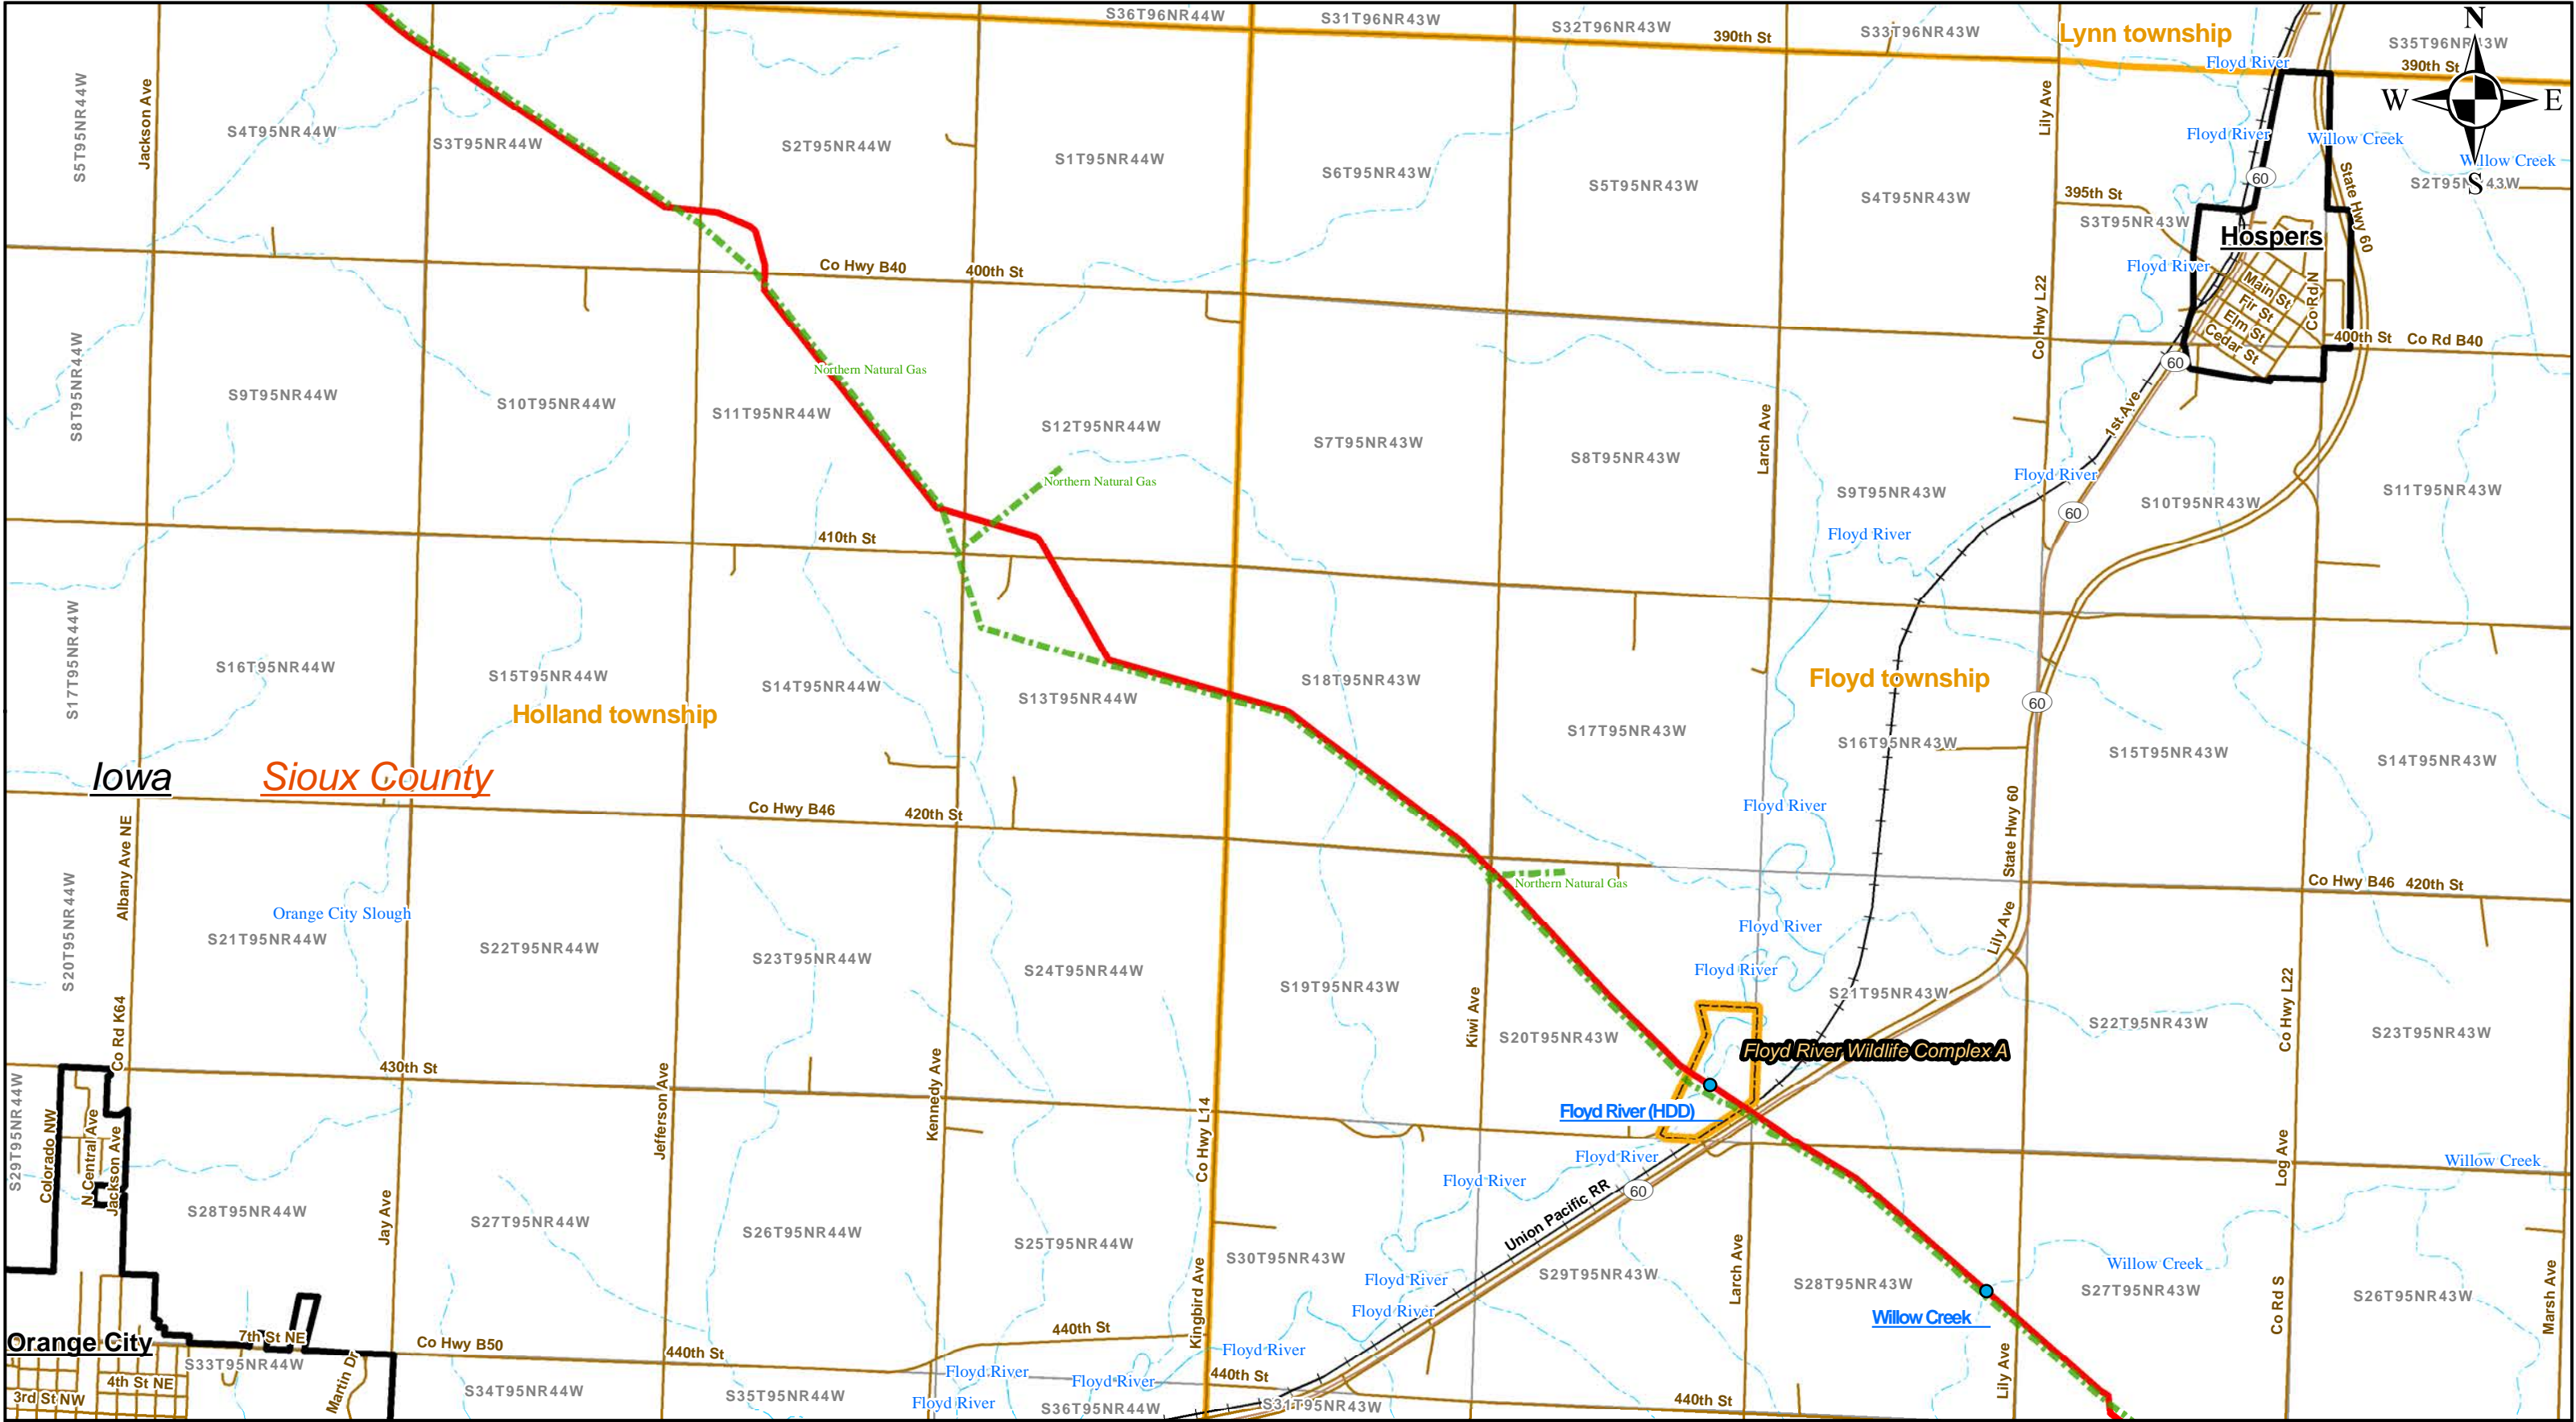 S36T96NR44W
S31T96NR43W
S32T96NR43W
S33T96NR43W
S35T96NR43W
390th St
Lynn township
Floyd River
390th St
N
W
E
S
S5T95NR44W
Jackson Ave
S4T95NR44W
S3T95NR44W
S2T95NR44W
S1T95NR44W
S6T95NR43W
S5T95NR43W
S4T95NR43W
Lily Ave
395th St
S3T95NR43W
Floyd River
Willow Creek
Willow Creek
S2T95NR43W
60
State Hwy 60
Hospers
Floyd River
Main St
Fir St
Elm St
Cedar St
Co Rd N
Co Hwy B40
400th St
Co Hwy L22
400th St
Co Rd B40
60
1st Ave
Northern Natural Gas
S8T95NR44W
S9T95NR44W
S10T95NR44W
S11T95NR44W
S12T95NR44W
S7T95NR43W
Larch Ave
S8T95NR43W
S9T95NR43W
Floyd River
S10T95NR43W
S11T95NR43W
Northern Natural Gas
60
410th St
Floyd River
S17T95NR44W
S16T95NR44W
S15T95NR44W
S14T95NR44W
S13T95NR44W
S18T95NR43W
Floyd township
Holland township
60
S17T95NR43W
S16T95NR43W
S15T95NR43W
S14T95NR43W
Iowa
Sioux County
Co Hwy B46
420th St
Floyd River
State Hwy 60
Albany Ave NE
S20T95NR44W
Northern Natural Gas
Co Hwy B46
420th St
Orange City Slough
S21T95NR44W
S22T95NR44W
S23T95NR44W
S24T95NR44W
S19T95NR43W
Floyd River
Lily Ave
Floyd River
S21T95NR43W
Co Rd K64
Kiwi Ave
S20T95NR43W
S22T95NR43W
Co Hwy L22
S23T95NR43W
Floyd River Wildlife Complex A
430th St
Jefferson Ave
Kennedy Ave
Co Hwy L14
Floyd River (HDD)
S29T95NR44W
Colorado NW
N Central Ave
Jackson Ave
Floyd River
Floyd River
Log Ave
Willow Creek
60
Union Pacific RR
S28T95NR44W
Jay Ave
S27T95NR44W
S26T95NR44W
S25T95NR44W
S30T95NR43W
S29T95NR43W
Larch Ave
S28T95NR43W
Willow Creek
S27T95NR43W
S26T95NR43W
Floyd River
Floyd River
Willow Creek
Co Rd S
Marsh Ave
Kingbird Ave
Orange City
7th St NE
Co Hwy B50
440th St
440th St
Floyd River
Lily Ave
S33T95NR44W
4th St NE
3rd St NW
Martin Dr
S34T95NR44W
S35T95NR44W
Floyd River
Floyd River
Floyd River
S36T95NR44W
440th St
S31T95NR43W
440th St